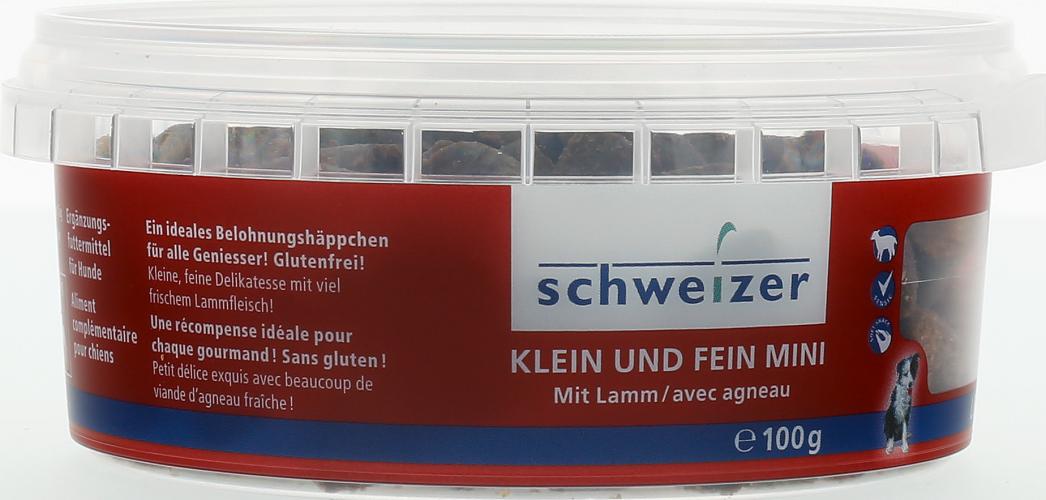 Ergänzungs-
futtermittel
für Hunde
Aliment
complémentaire
pour chiens
Ein ideales Belohnungshäppchen
für alle Geniesser! Glutenfrei!
Kleine, feine Delikatesse mit viel
frischem Lammfleisch!
Une récompense idéale pour
chaque gourmand! Sans gluten!
Petit délice exquis avec beaucoup de
viande d'agneau fraîche!
schweizer
KLEIN UND FEIN MINI
Mit Lamm/avec agneau
℮ 100g